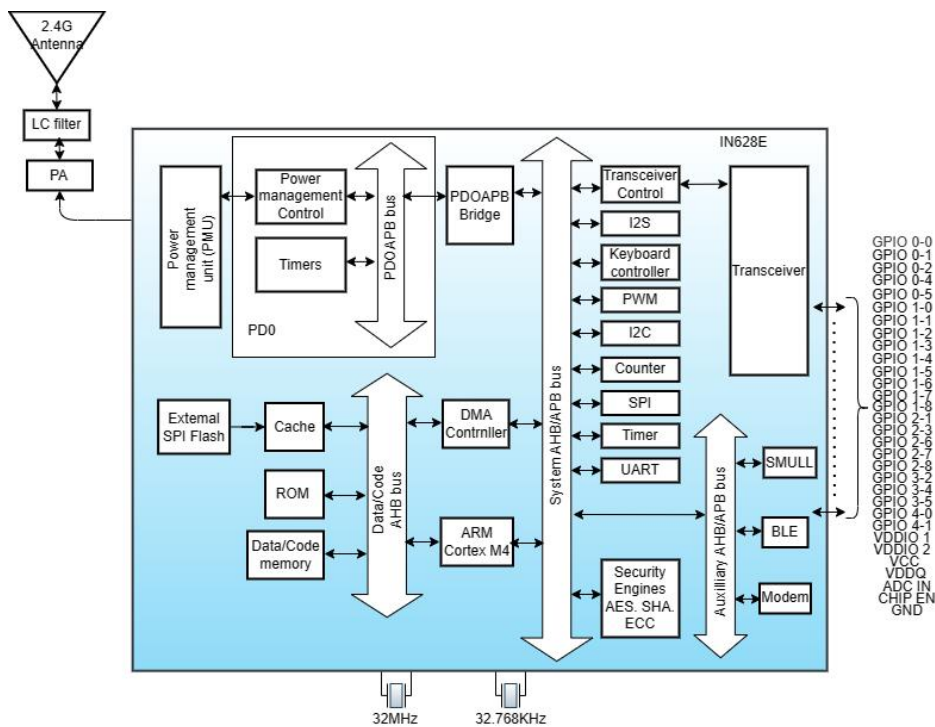 2.4G
Antenna
LC filter
PA
IN628E
Power
management
unit (PMU)
Power
management
Control
Timers
PD0
PDOAPB bus
PDOAPB
Bridge
External
SPI Flash
Cache
ROM
Data/Code
memory
Data/Code
AHB bus
DMA
Contrnller
ARM
Cortex M4
System AHB/APB bus
Transceiver
Control
I2S
Keyboard
controller
PWM
I2C
Counter
SPI
Timer
UART
Security
Engines
AES. SHA.
ECC
Transceiver
Auxilliary AHB/APB bus
SMULL
BLE
Modem
GPIO 0-0
GPIO 0-1
GPIO 0-2
GPIO 0-4
GPIO 0-5
GPIO 1-0
GPIO 1-1
GPIO 1-2
GPIO 1-3
GPIO 1-4
GPIO 1-5
GPIO 1-6
GPIO 1-7
GPIO 1-8
GPIO 2-1
GPIO 2-3
GPIO 2-6
GPIO 2-7
GPIO 2-8
GPIO 3-2
GPIO 3-4
GPIO 3-5
GPIO 4-0
GPIO 4-1
VDDIO 1
VDDIO 2
VCC
VDDQ
ADC IN
CHIP EN
GND
32MHz
32.768KHz